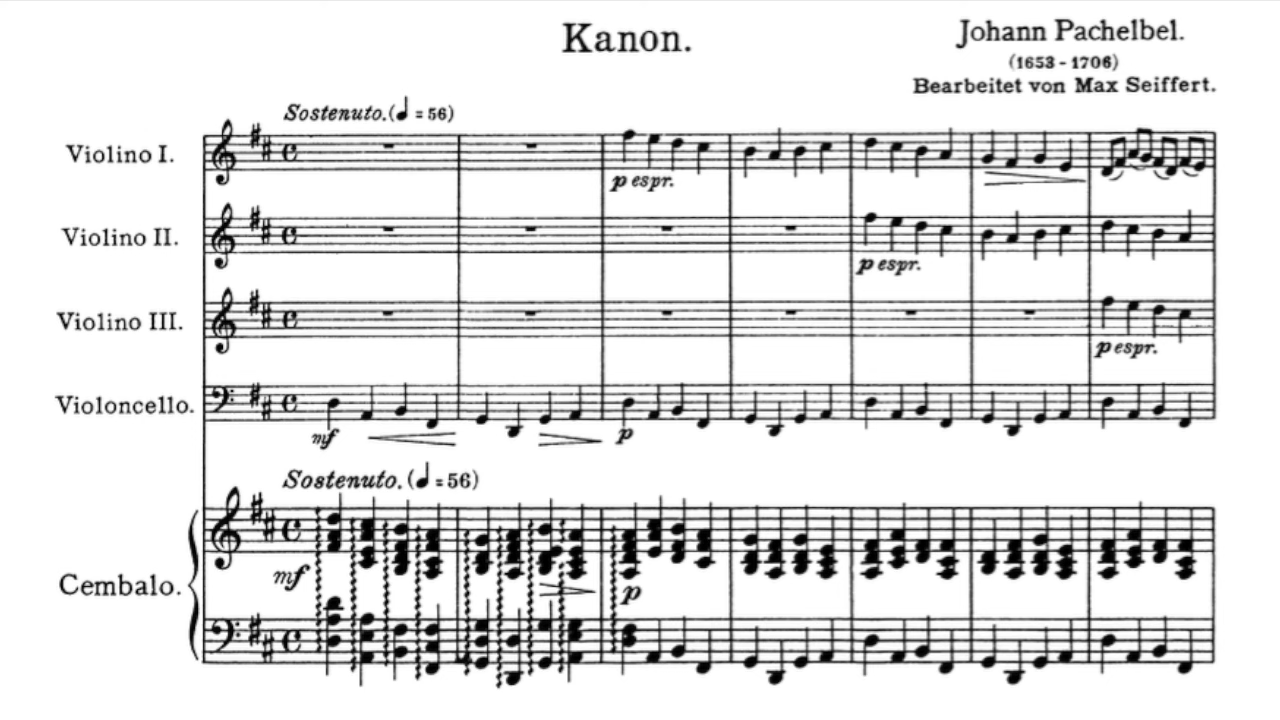 Kanon.
Johann Pachelbel.
(1653 - 1706)
Bearbeitet von Max Seiffert.
Sostenuto. (♩ = 56)
Violino I.
p espr.
Violino II.
p espr.
Violino III.
p espr.
Violoncello.
mf
p
Sostenuto. (♩ = 56)
mf
p
Cembalo.